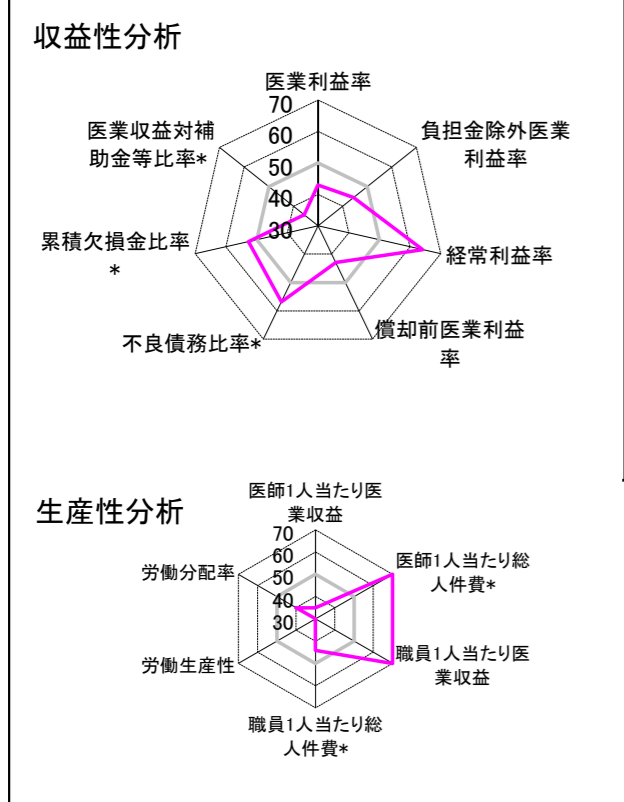 収益性分析
医業利益率
負担金除外医業
利益率
経常利益率
償却前医業利益
率
不良債務比率*
累積欠損金比率
*
医業収益対補
助金等比率*
70
60
50
40
30
生産性分析
医師1人当たり医
業収益
医師1人当たり総
人件費*
職員1人当たり医
業収益
職員1人当たり総
人件費*
労働生産性
労働分配率
70
60
50
40
30